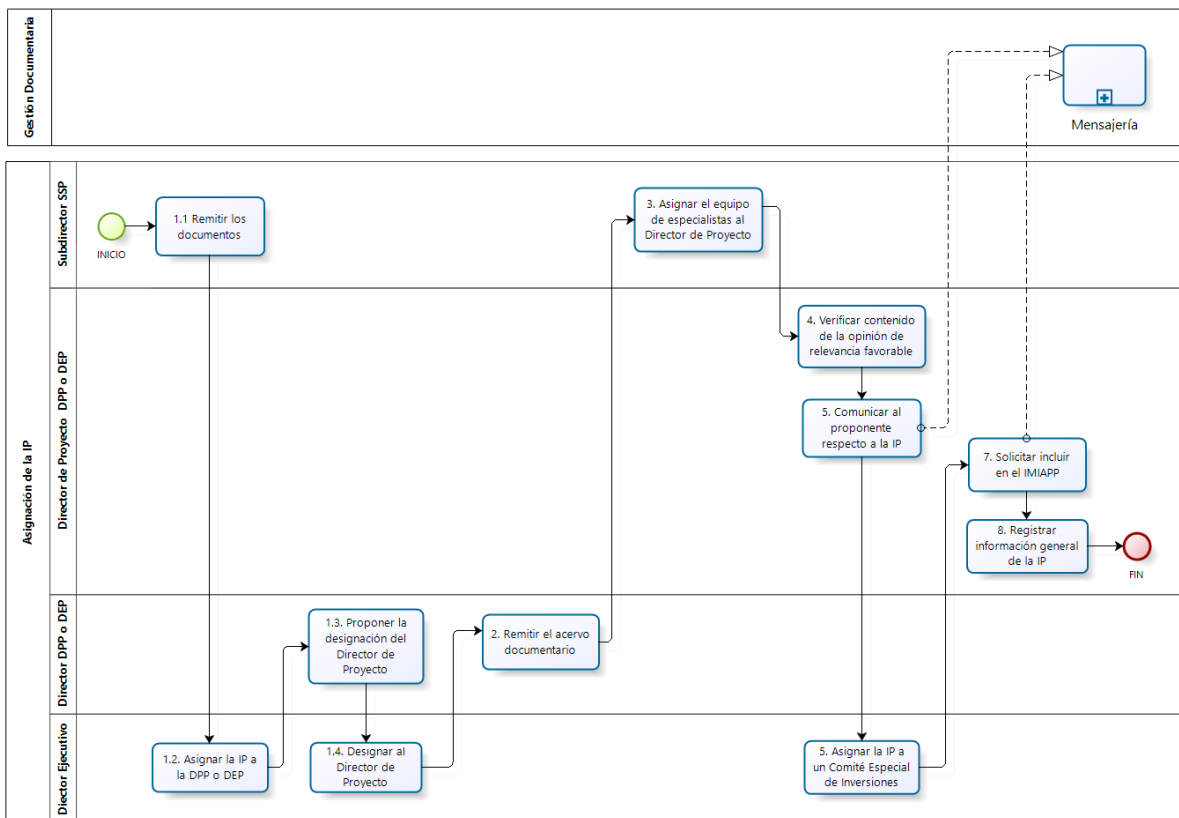 Gestión Documentaria
Mensajería
Asignación de la IP
Subdirector SSP
INICIO
1.1 Remitir los
documentos
3. Asignar el equipo
de especialistas al
Director de Proyecto
Director de Proyecto DPP o DEP
4. Verificar contenido
de la opinión de
relevancia favorable
5. Comunicar al
proponente
respecto a la IP
7. Solicitar incluir
en el IMIAPP
8. Registrar
información general
de la IP
FIN
Director DPP o DEP
1.3. Proponer la
designación del
Director de
Proyecto
2. Remitir el acervo
documentario
Diector Ejecutivo
1.2. Asignar la IP a
la DPP o DEP
1.4. Designar al
Director de
Proyecto
5. Asignar la IP a
un Comité Especial
de Inversiones